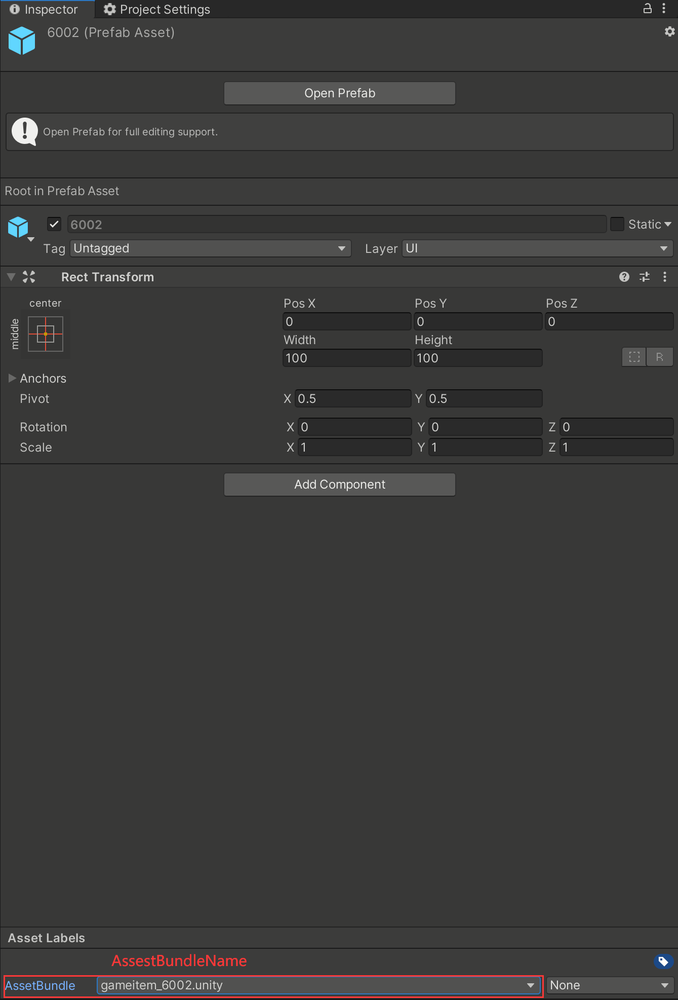 Inspector Project Settings
6002 (Prefab Asset)
Open Prefab
Open Prefab for full editing support.
Root in Prefab Asset
6002 Static
Tag Untagged Layer UI
Rect Transform
center Pos X Pos Y Pos Z
middle 0 0 0
Width Height
100 100 R
Anchors
Pivot X 0.5 Y 0.5
Rotation X 0 Y 0 Z 0
Scale X 1 Y 1 Z 1
Add Component
Asset Labels
AssestBundleName
AssetBundle gameitem_6002.unity None